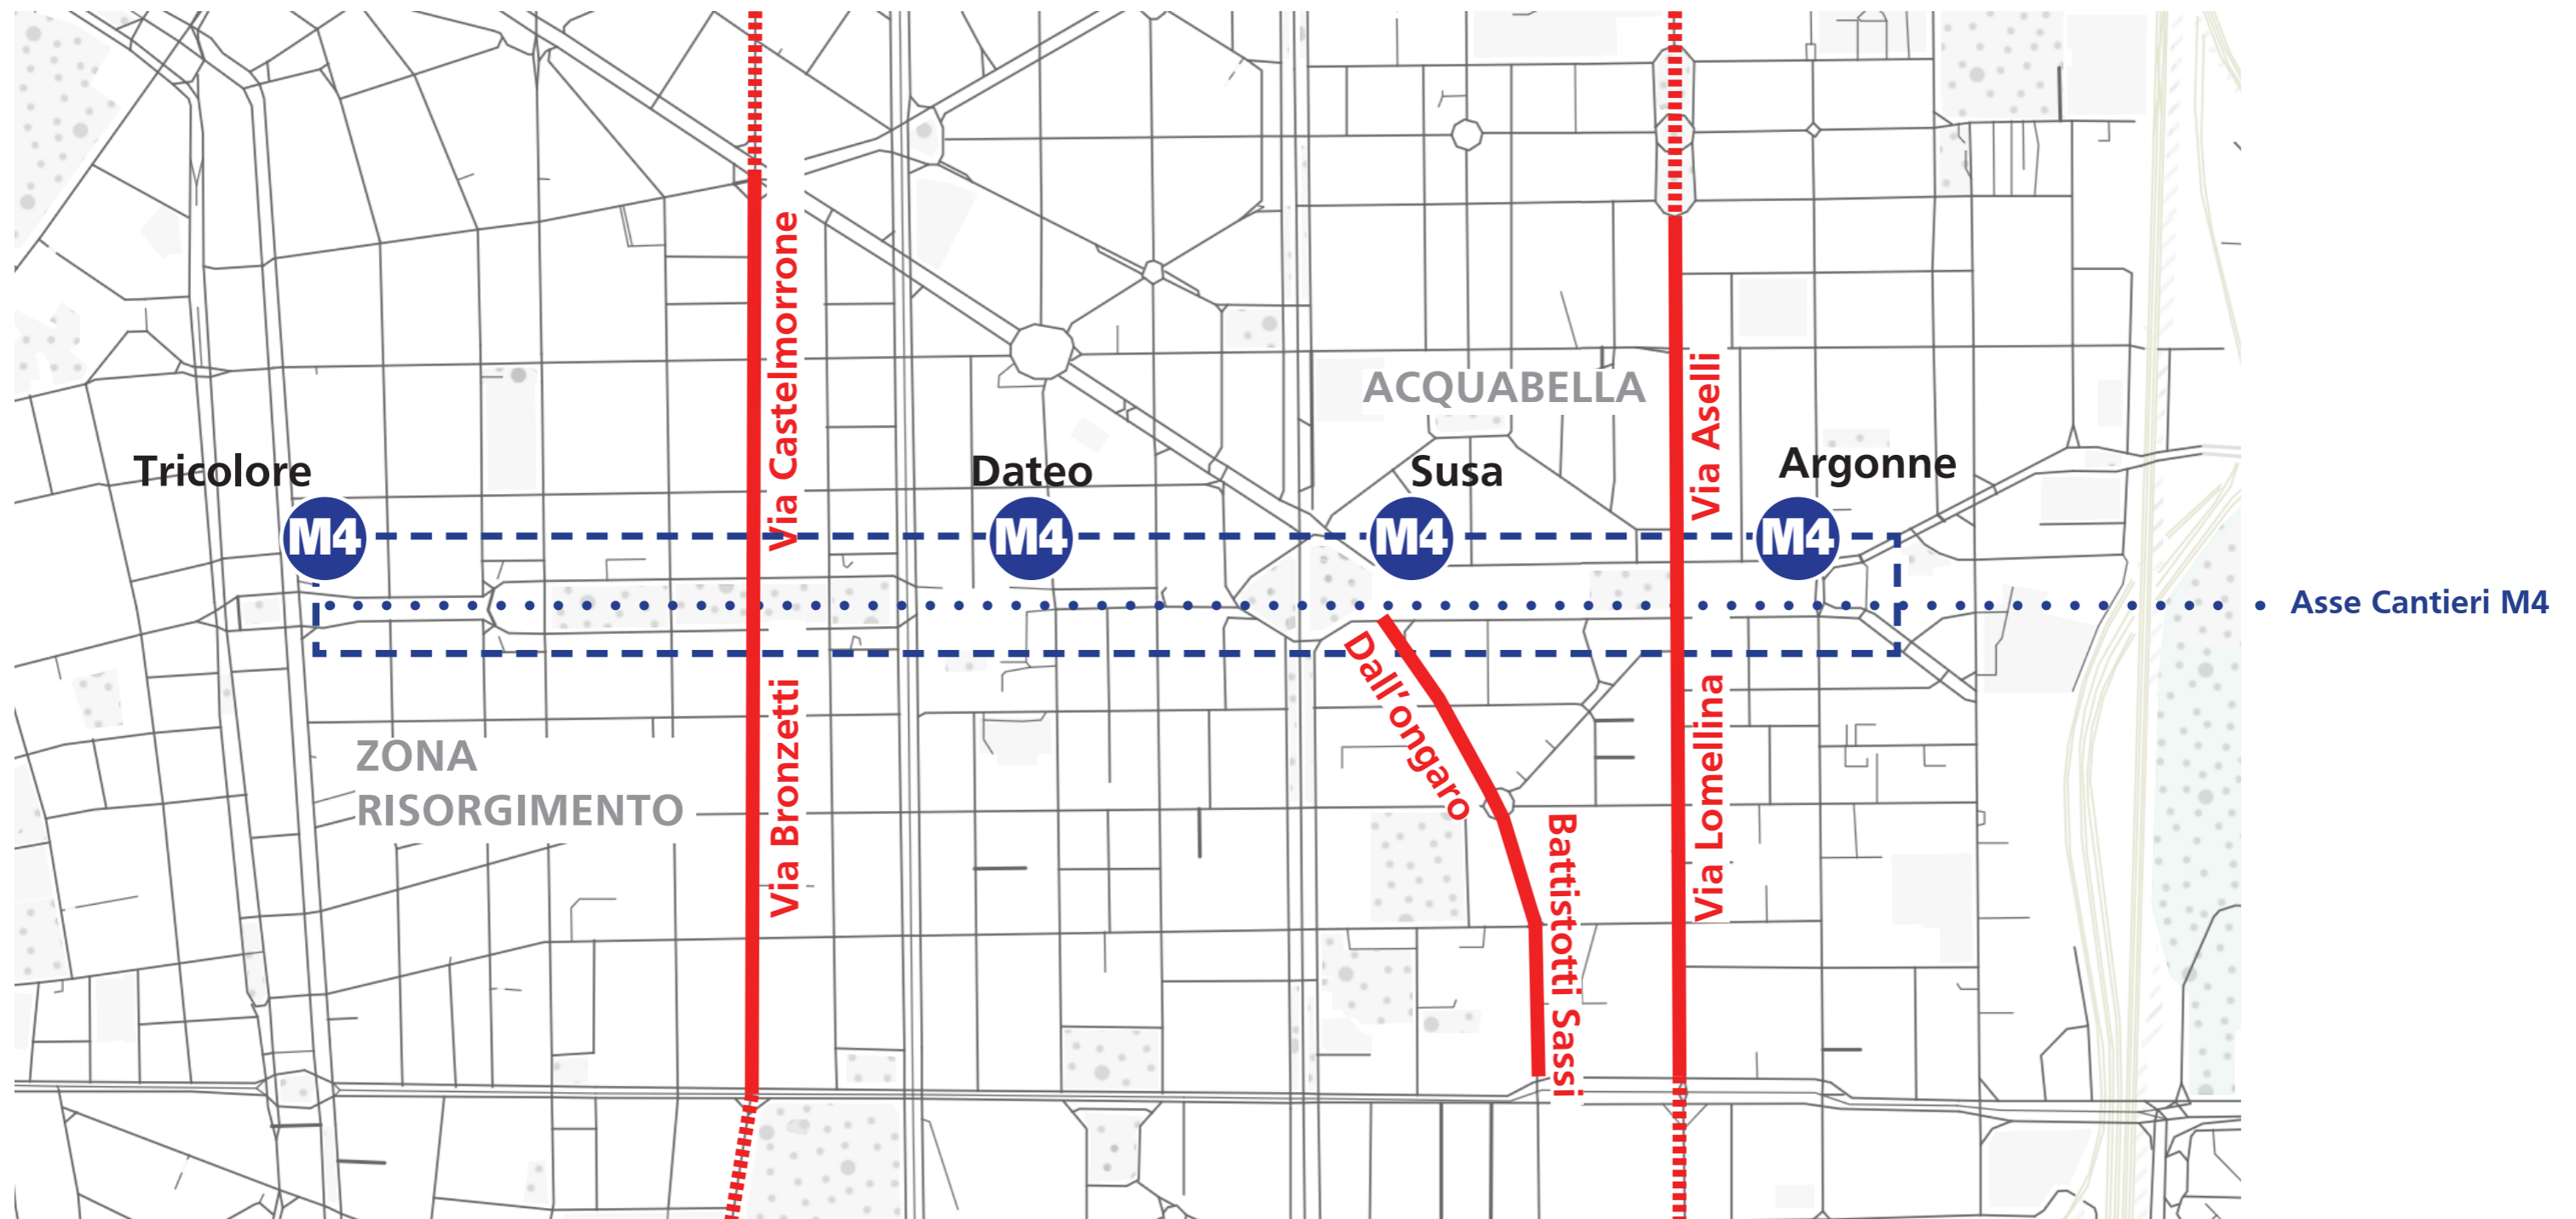 Via Castelmorrone
ACQUABELLA
Via Aselli
Tricolore
Dateo
Susa
Argonne
M4
M4
M4
M4
Asse Cantieri M4
Dall'ongaro
Via Bronzetti
Via Lomellina
ZONA
RISORGIMENTO
Battistotti Sassi